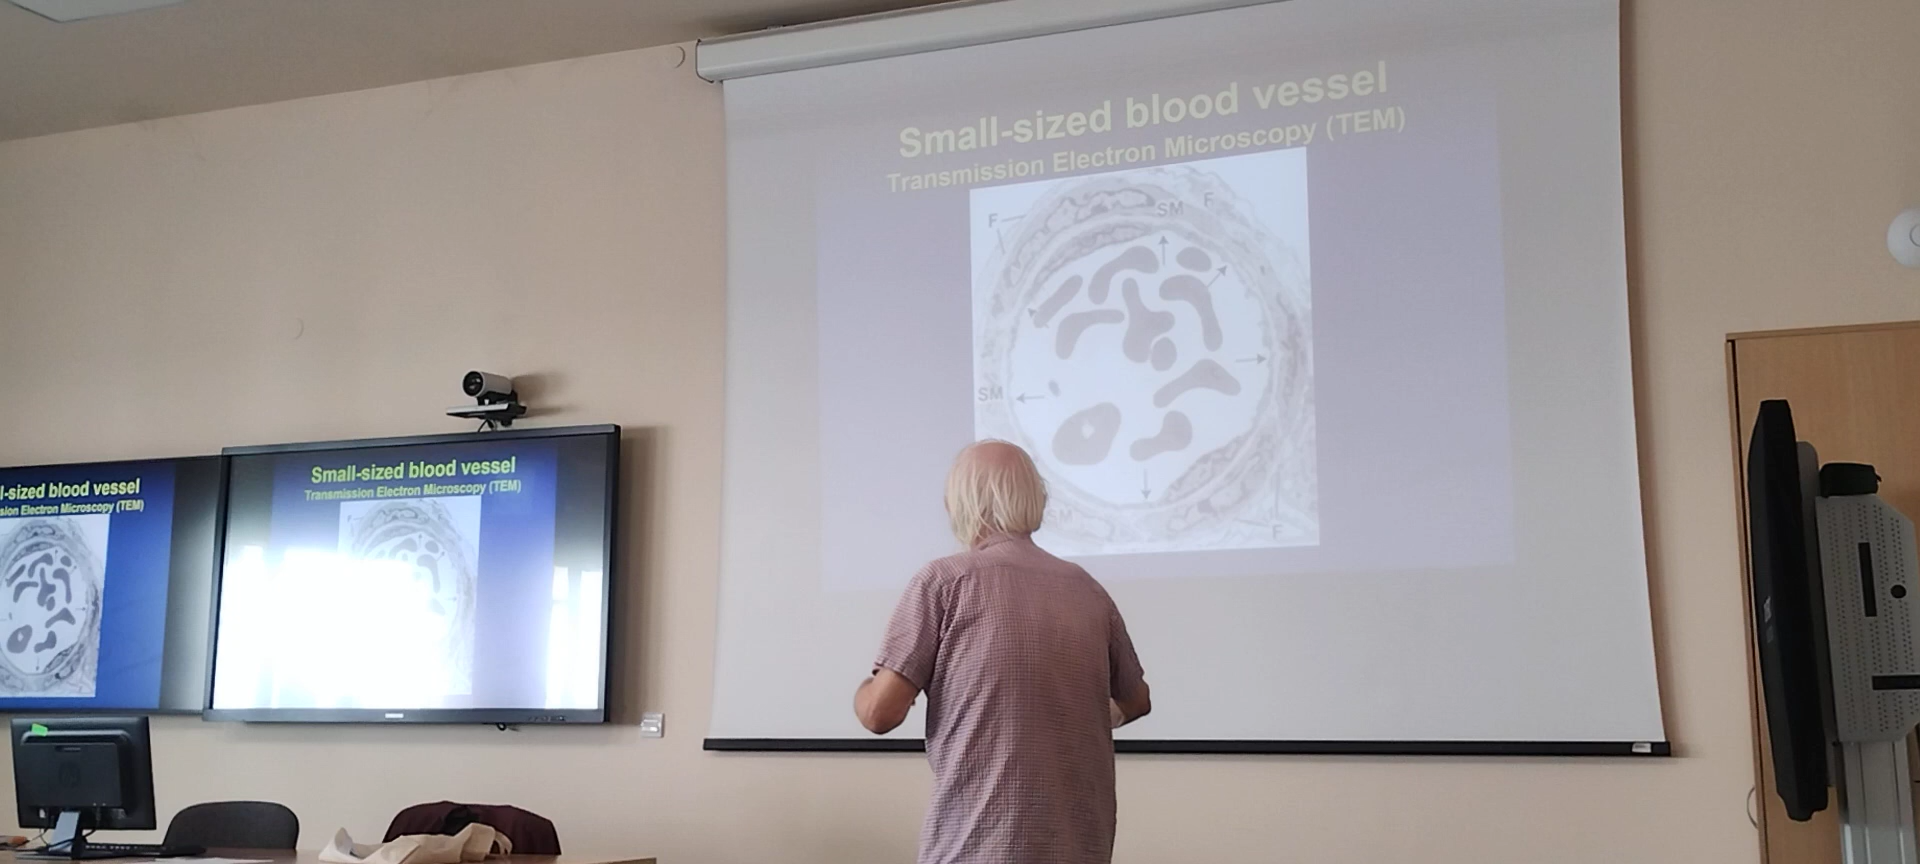 Small-sized blood vessel
Transmission Electron Microscopy (TEM)
F
SM
F
SM
SM
F
Small-sized blood vessel
Transmission Electron Microscopy (TEM)
l-sized blood vessel
sion Electron Microscopy (TEM)